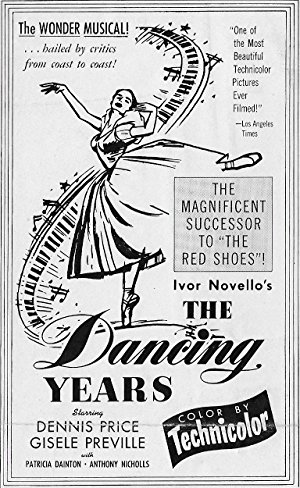 The WONDER MUSICAL!
. . . hailed by critics
from coast to coast!
"One of
the Most
Beautiful
Technicolor
Pictures
Ever
Filmed!"
—Los Angeles
Times
THE
MAGNIFICENT
SUCCESSOR
TO "THE
RED SHOES"!
Ivor Novello's
THE
Dancing
YEARS
Starring
DENNIS PRICE
GISELE PREVILLE
with
PATRICIA DAINTON · ANTHONY NICHOLLS
COLOR BY
Technicolor